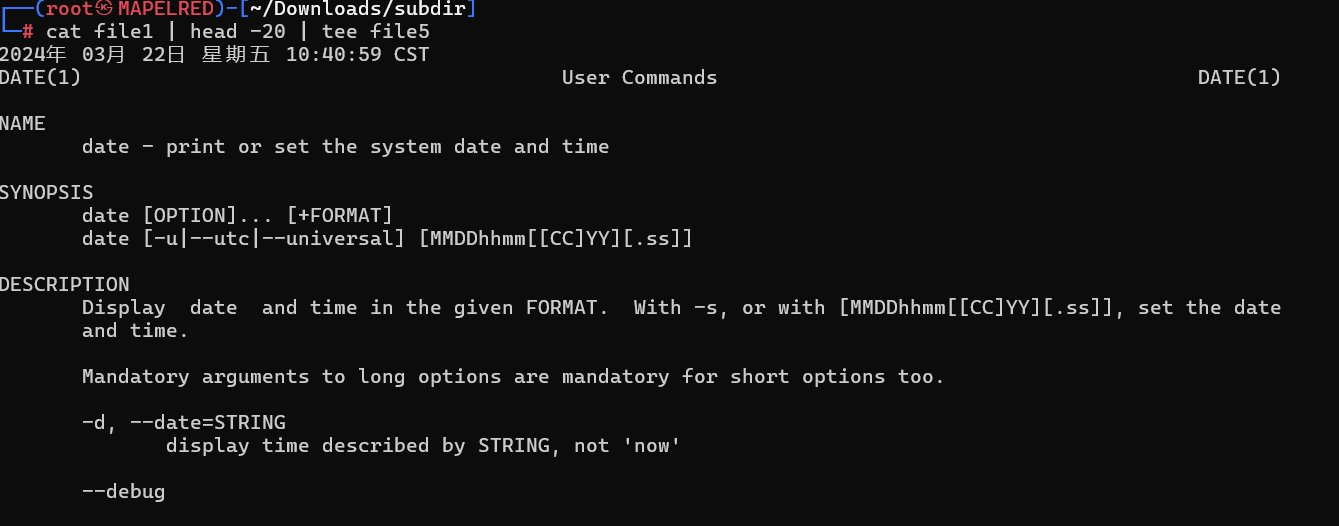 ┌──(root㉿MAPELRED)-[~/Downloads/subdir]
└─# cat file1 | head -20 | tee file5
2024年 03月 22日 星期五 10:40:59 CST
DATE(1)                                        User Commands                                        DATE(1)
NAME
       date - print or set the system date and time
SYNOPSIS
       date [OPTION]... [+FORMAT]
       date [-u|--utc|--universal] [MMDDhhmm[[CC]YY][.ss]]
DESCRIPTION
       Display  date  and time in the given FORMAT.  With -s, or with [MMDDhhmm[[CC]YY][.ss]], set the date
       and time.
       Mandatory arguments to long options are mandatory for short options too.
       -d, --date=STRING
              display time described by STRING, not 'now'
       --debug